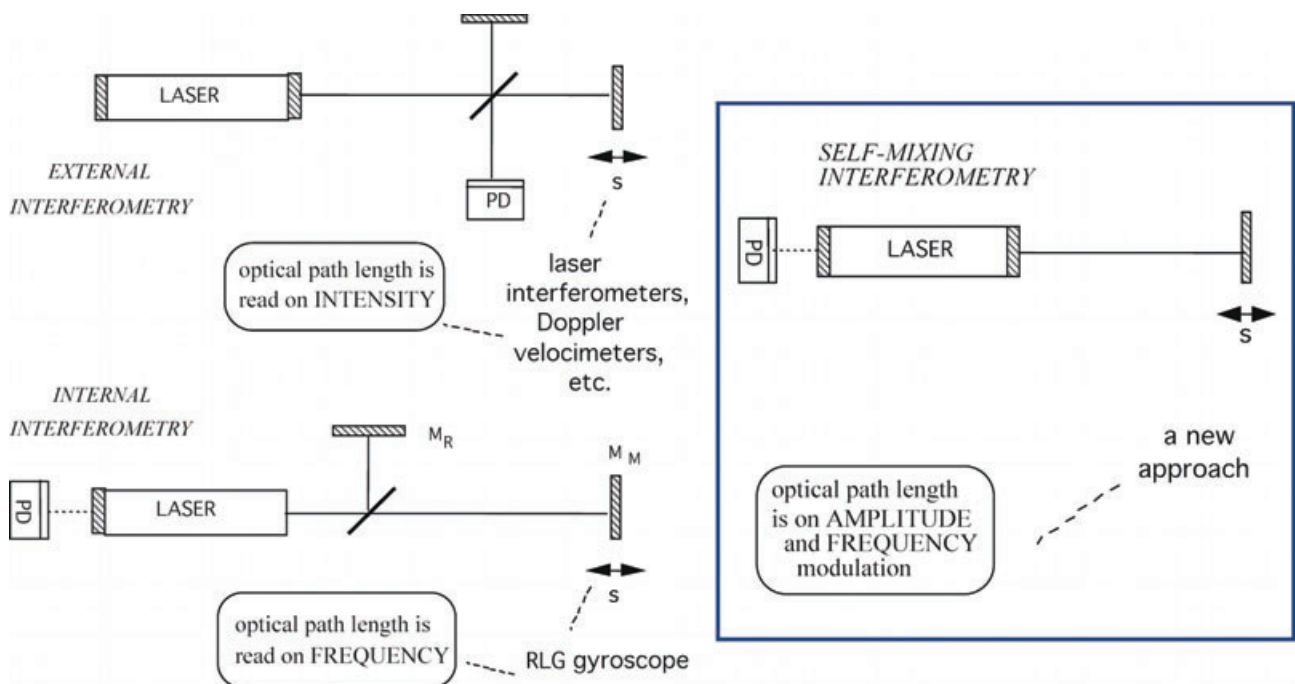 LASER
EXTERNAL
INTERFEROMETRY
PD
s
optical path length is
read on INTENSITY
laser
interferometers,
Doppler
velocimeters,
etc.
INTERNAL
INTERFEROMETRY
MR
MM
PD
LASER
s
optical path length is
read on FREQUENCY
RLG gyroscope
SELF-MIXING
INTERFEROMETRY
PD
LASER
s
a new
approach
optical path length
is on AMPLITUDE
and FREQUENCY
modulation